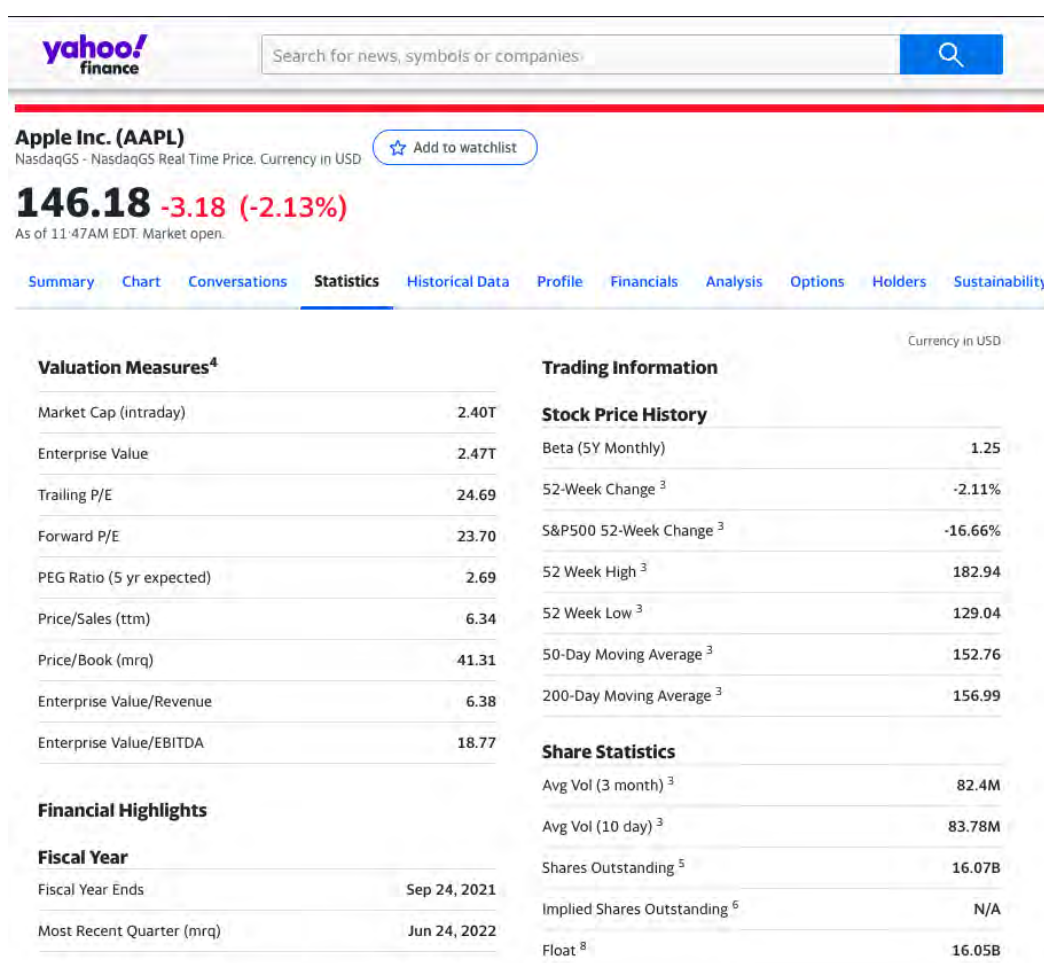 yahoo!
finance
Search for news, symbols or companies
Apple Inc. (AAPL)
Add to watchlist
NasdaqGS - NasdaqGS Real Time Price. Currency in USD
146.18 -3.18 (-2.13%)
As of 11:47AM EDT. Market open.
Summary Chart Conversations Statistics Historical Data Profile Financials Analysis Options Holders Sustainability
Currency in USD
Valuation Measures4
Market Cap (intraday) 2.40T
Enterprise Value 2.47T
Trailing P/E 24.69
Forward P/E 23.70
PEG Ratio (5 yr expected) 2.69
Price/Sales (ttm) 6.34
Price/Book (mrq) 41.31
Enterprise Value/Revenue 6.38
Enterprise Value/EBITDA 18.77
Financial Highlights
Fiscal Year
Fiscal Year Ends Sep 24, 2021
Most Recent Quarter (mrq) Jun 24, 2022
Trading Information
Stock Price History
Beta (5Y Monthly) 1.25
52-Week Change 3 -2.11%
S&P500 52-Week Change 3 -16.66%
52 Week High 3 182.94
52 Week Low 3 129.04
50-Day Moving Average 3 152.76
200-Day Moving Average 3 156.99
Share Statistics
Avg Vol (3 month) 3 82.4M
Avg Vol (10 day) 3 83.78M
Shares Outstanding 5 16.07B
Implied Shares Outstanding 6 N/A
Float 8 16.05B